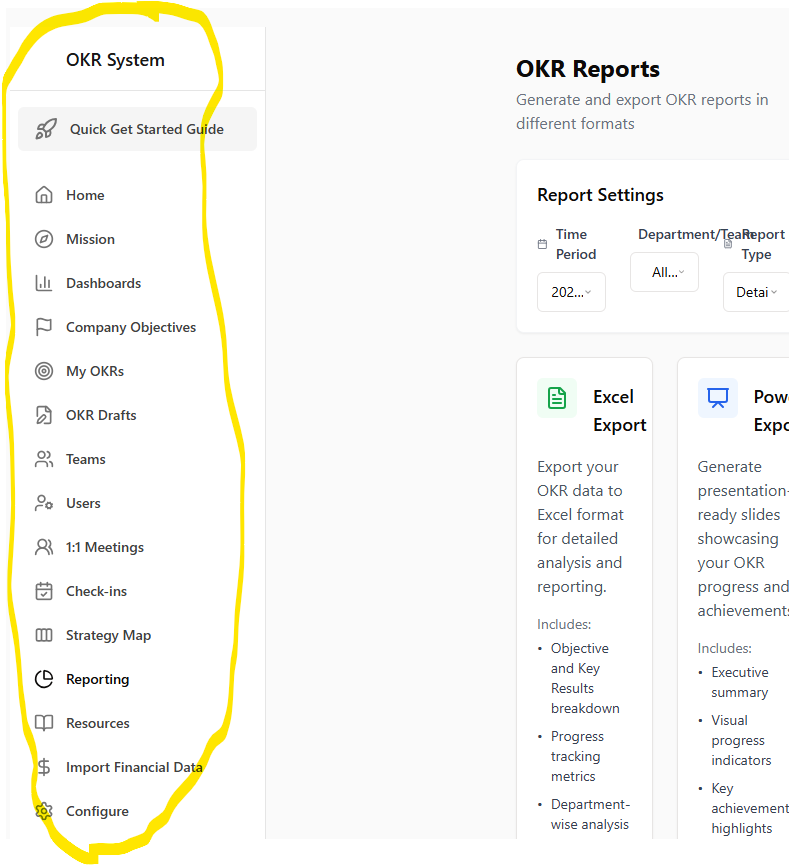 OKR System
Quick Get Started Guide
Home
Mission
Dashboards
Company Objectives
My OKRs
OKR Drafts
Teams
Users
1:1 Meetings
Check-ins
Strategy Map
Reporting
Resources
Import Financial Data
Configure
OKR Reports
Generate and export OKR reports in
different formats
Report Settings
Time
Period
202...
Department/Team
All...
Report
Type
Detai
Excel
Export
Export your
OKR data to
Excel format
for detailed
analysis and
reporting.
Includes:
• Objective
and Key
Results
breakdown
• Progress
tracking
metrics
• Department-
wise analysis
Pow
Expo
Generate
presentation-
ready slides
showcasing
your OKR
progress and
achievements
Includes:
• Executive
summary
• Visual
progress
indicators
• Key
achievement
highlights